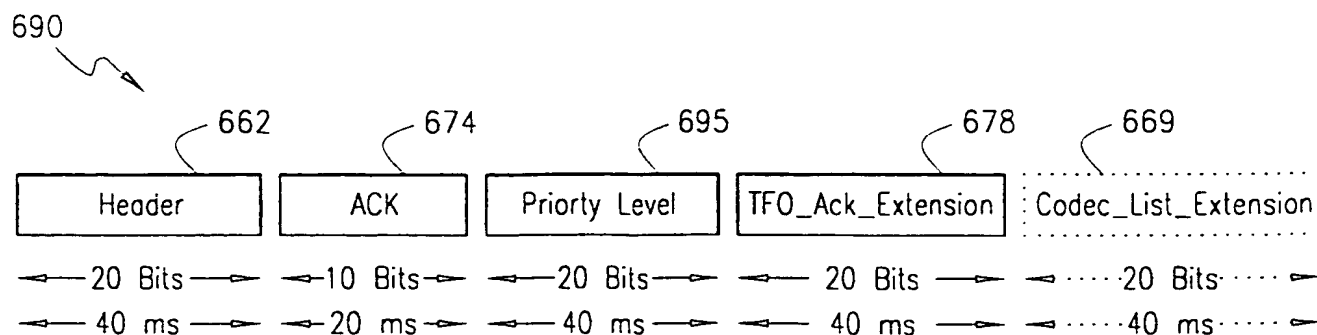 690
662 674 695 678 669
Header ACK Priorty Level TFO_Ack_Extension Codec_List_Extension
20 Bits 10 Bits 20 Bits 20 Bits 20 Bits
40 ms 20 ms 40 ms 40 ms 40 ms